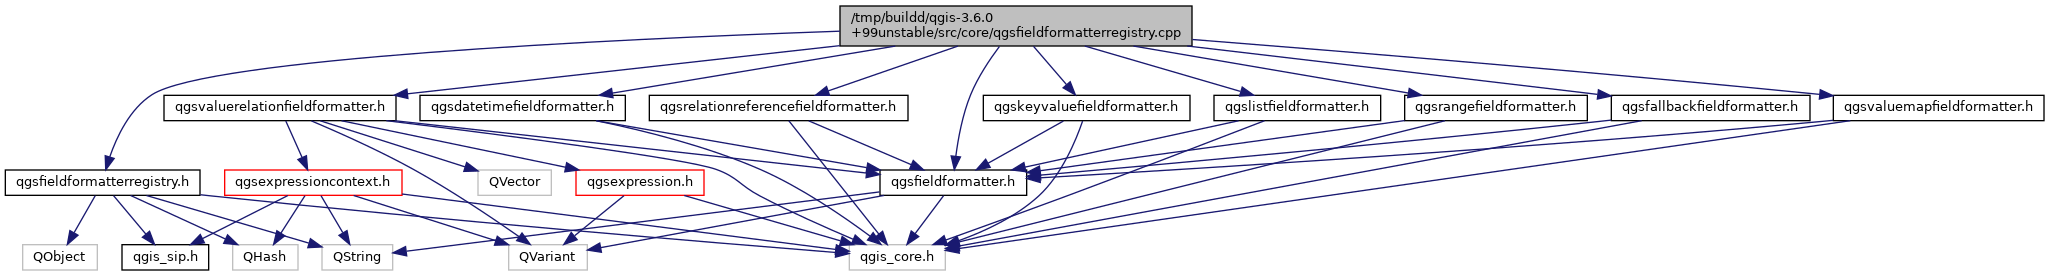 /tmp/buildd/qgis-3.6.0
+99unstable/src/core/qgsfieldformatterregistry.cpp
qgsvaluerelationfieldformatter.h
qgsdatetimefieldformatter.h
qgsrelationreferencefieldformatter.h
qgskeyvaluefieldformatter.h
qgslistfieldformatter.h
qgsrangefieldformatter.h
qgsfallbackfieldformatter.h
qgsvaluemapfieldformatter.h
qgsfieldformatterregistry.h
qgsexpressioncontext.h
QVector
qgsexpression.h
qgsfieldformatter.h
QObject
qgis_sip.h
QHash
QString
QVariant
qgis_core.h